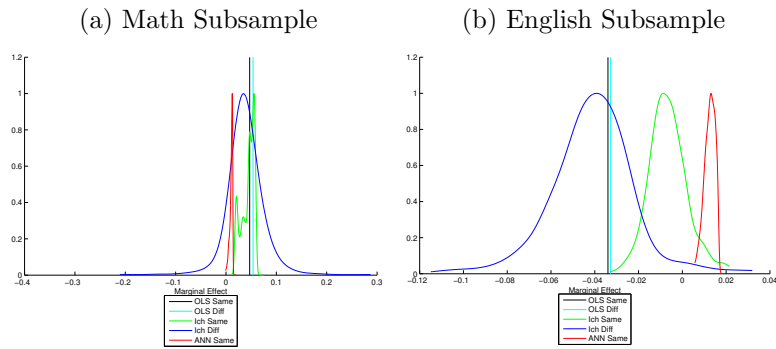 (a) Math Subsample
1.2
1
0.8
0.6
0.4
0.2
0
−0.4 −0.3 −0.2 −0.1 0 0.1 0.2 0.3
Marginal Effect
OLS Same
OLS Diff
Ich Same
Ich Diff
ANN Same
(b) English Subsample
1.2
1
0.8
0.6
0.4
0.2
0
−0.12 −0.1 −0.08 −0.06 −0.04 −0.02 0 0.02 0.04
Marginal Effect
OLS Same
OLS Diff
Ich Same
Ich Diff
ANN Same